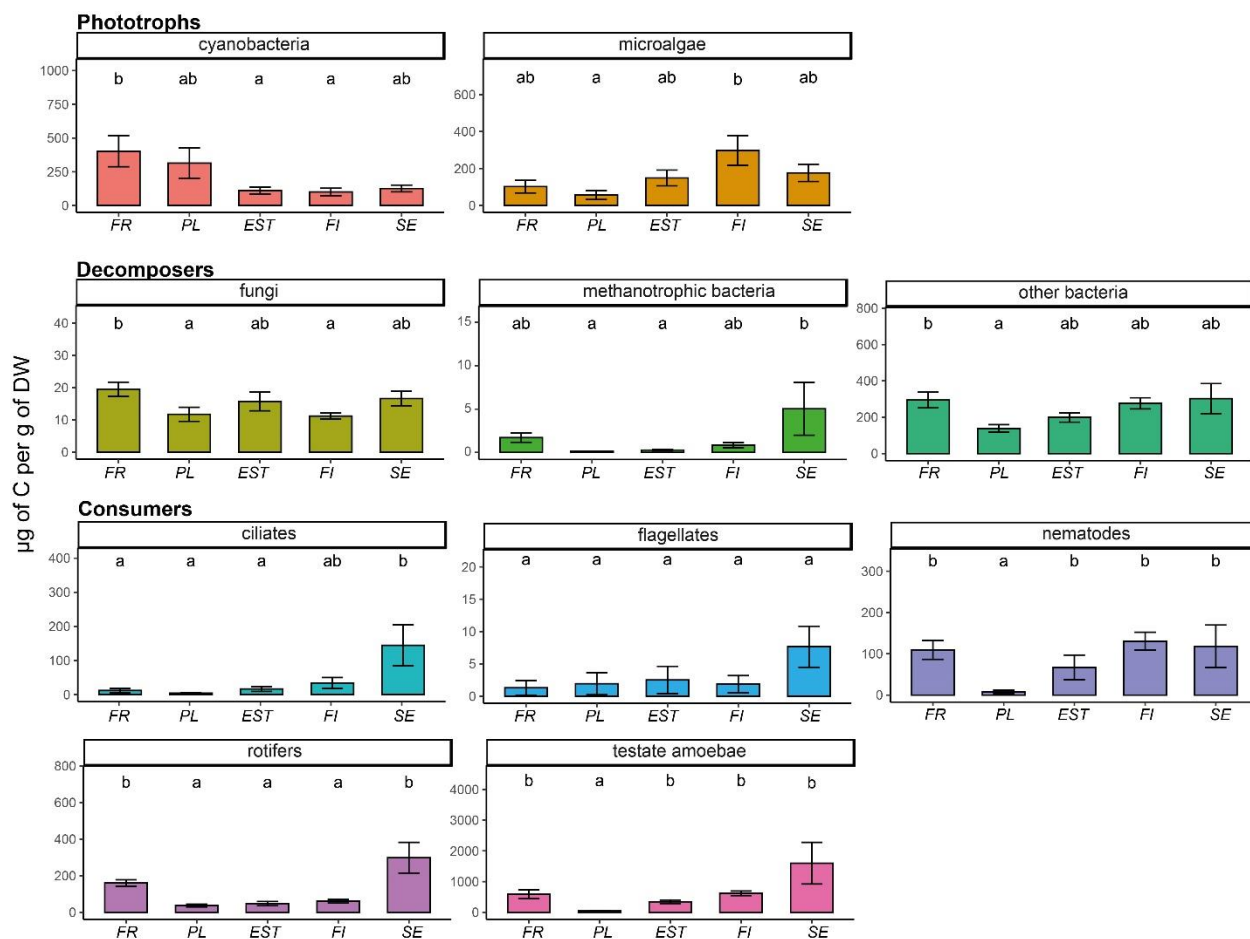 Phototrophs
cyanobacteria
microalgae
1000
750
500
250
0
b ab a a ab
FR PL EST FI SE
600
400
200
0
ab a ab b ab
FR PL EST FI SE
Decomposers
fungi
methanotrophic bacteria
other bacteria
40
30
20
10
0
b a ab a ab
FR PL EST FI SE
15
10
5
0
ab a a ab b
FR PL EST FI SE
800
600
400
200
0
b a ab ab ab
FR PL EST FI SE
µg of C per g of DW
Consumers
ciliates
flagellates
nematodes
400
300
200
100
0
a a a ab b
FR PL EST FI SE
20
15
10
5
0
a a a a a
FR PL EST FI SE
300
200
100
0
b a b b b
FR PL EST FI SE
rotifers
testate amoebae
800
600
400
200
0
b a a a b
FR PL EST FI SE
4000
3000
2000
1000
0
b a b b b
FR PL EST FI SE